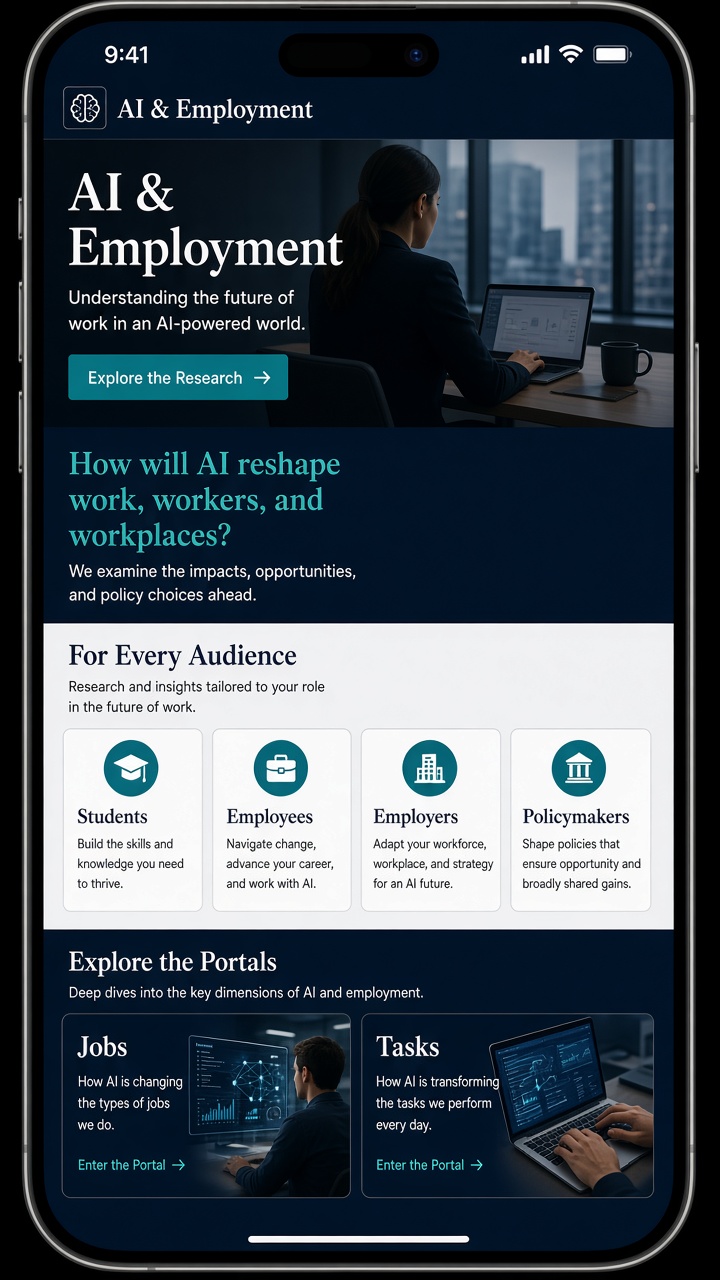 9:41
AI & Employment
AI &
Employment
Understanding the future of
work in an AI-powered world.
Explore the Research →
How will AI reshape
work, workers, and
workplaces?
We examine the impacts, opportunities,
and policy choices ahead.
For Every Audience
Research and insights tailored to your role
in the future of work.
Students
Build the skills and
knowledge you need
to thrive.
Employees
Navigate change,
advance your career,
and work with AI.
Employers
Adapt your workforce,
workplace, and strategy
for an AI future.
Policymakers
Shape policies that
ensure opportunity and
broadly shared gains.
Explore the Portals
Deep dives into the key dimensions of AI and employment.
Jobs
How AI is changing
the types of jobs
we do.
Enter the Portal →
Tasks
How AI is transforming
the tasks we perform
every day.
Enter the Portal →